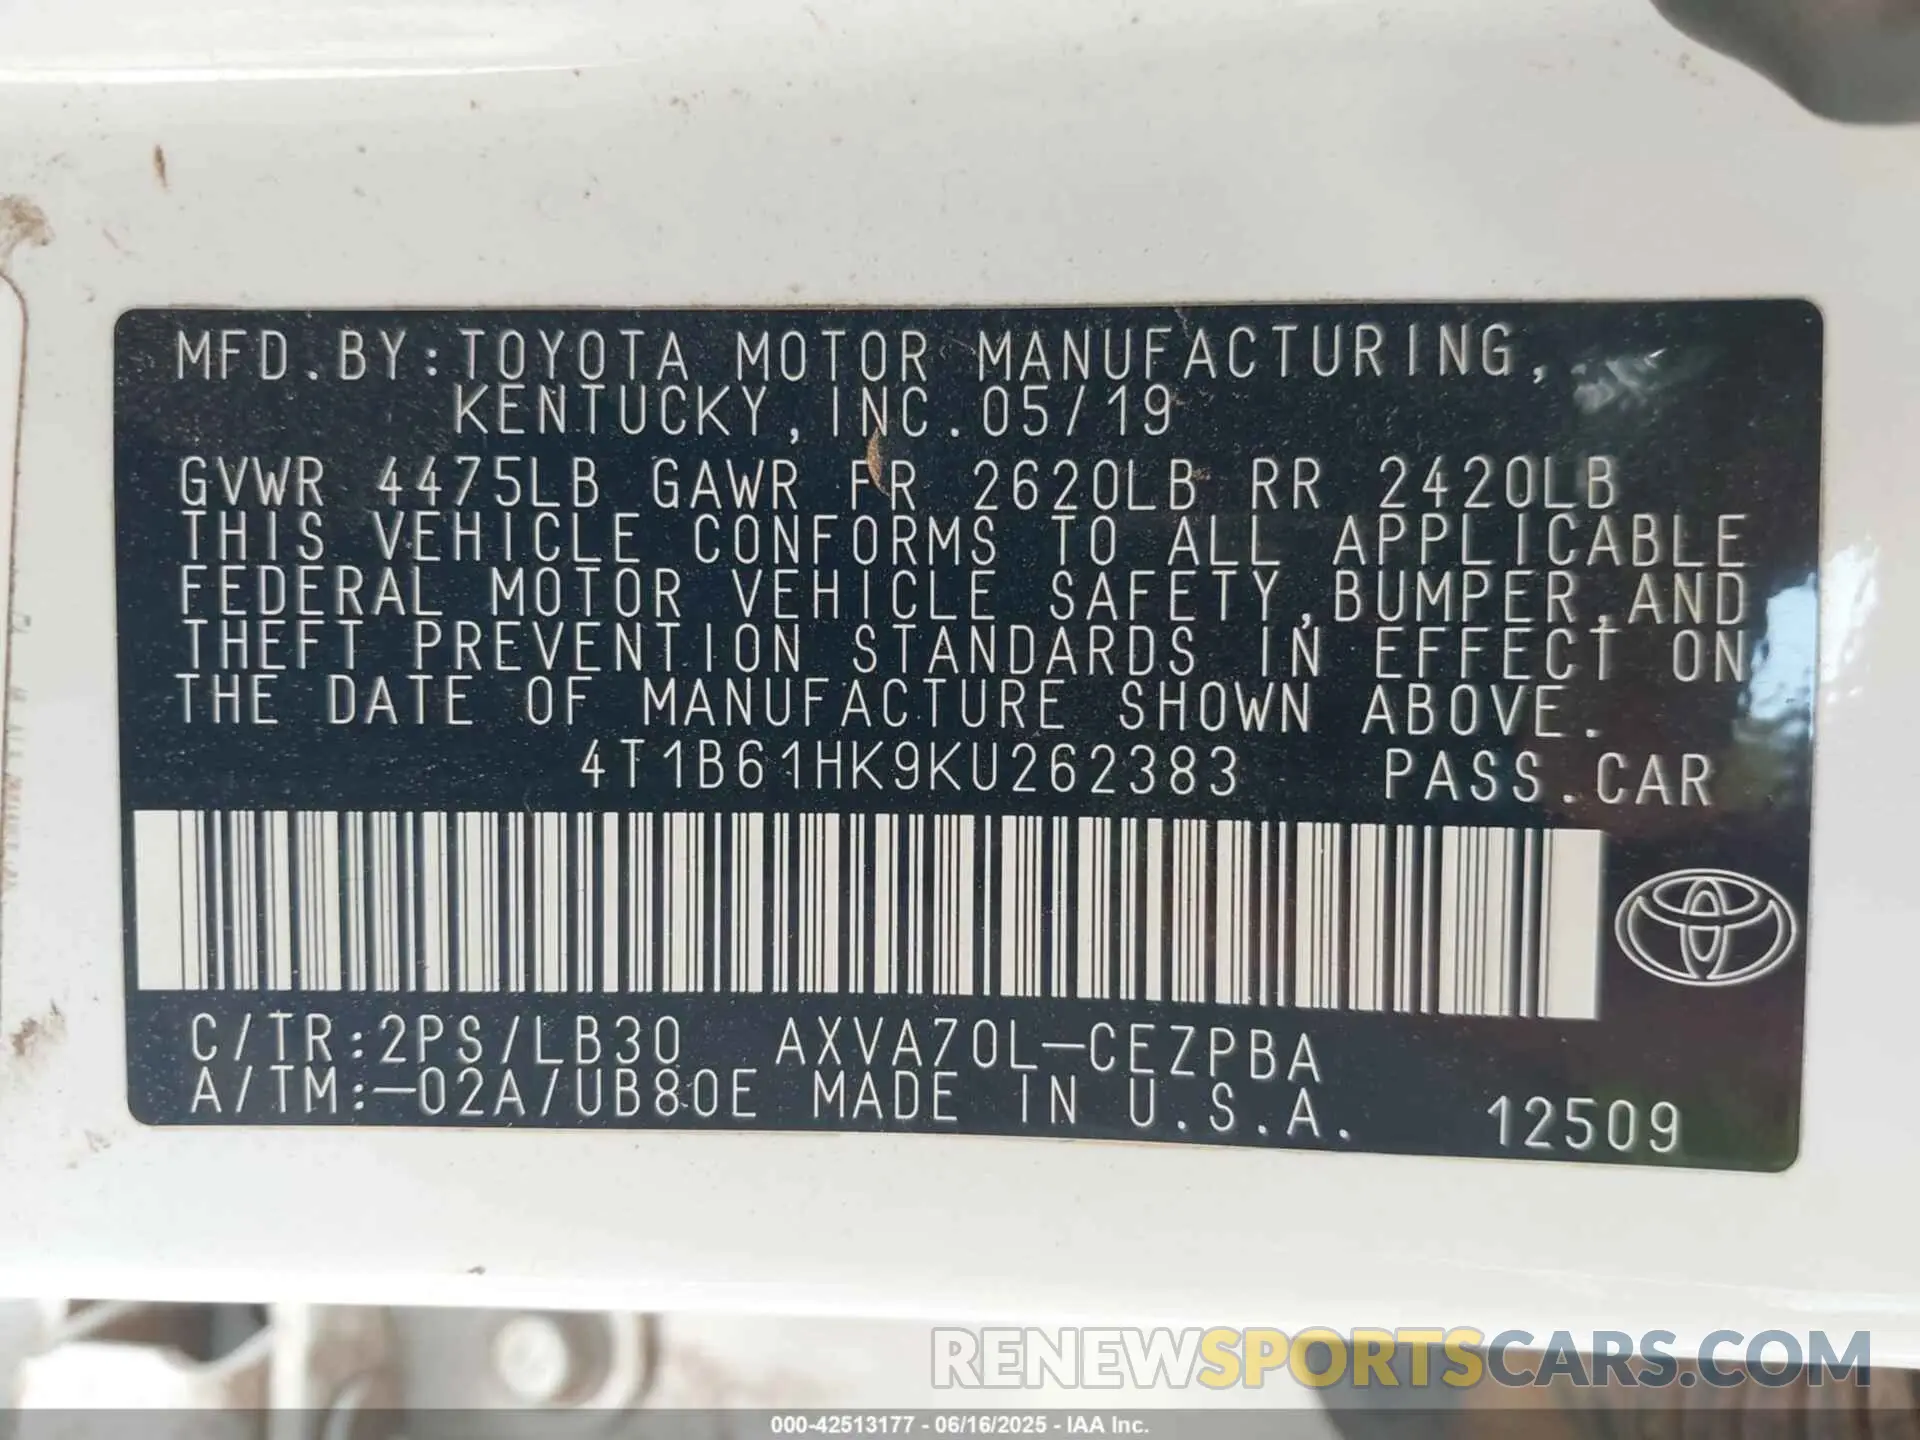 MFD.BY:TOYOTA MOTOR MANUFACTURING,
KENTUCKY,INC.05/19
GVWR 4475LB GAWR FR 2620LB RR 2420LB
THIS VEHICLE CONFORMS TO ALL APPLICABLE
FEDERAL MOTOR VEHICLE SAFETY,BUMPER,AND
THEFT PREVENTION STANDARDS IN EFFECT ON
THE DATE OF MANUFACTURE SHOWN ABOVE.
4T1B61HK9KU262383 PASS.CAR
C/TR:2PS/LB30 AXVA70L-CEZPBA
A/TM:-02A/UB80E MADE IN U.S.A. 12509
RENEWSPORTSCARS.COM
000-42513177 - 06/16/2025 - IAA Inc.